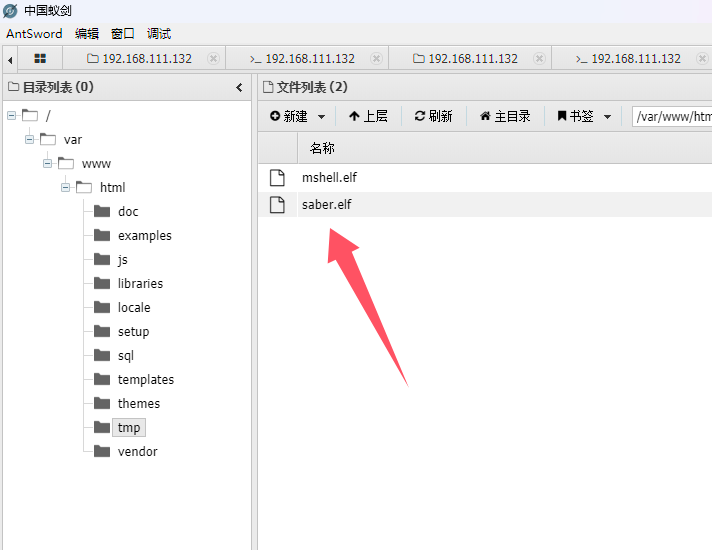 中国蚁剑
AntSword 编辑 窗口 调试
192.168.111.132 192.168.111.132 192.168.111.132 192.168.111.132
目录列表 (0)
/
var
www
html
doc
examples
js
libraries
locale
setup
sql
templates
themes
tmp
vendor
文件列表 (2)
新建 上层 刷新 主目录 书签 /var/www/htm
名称
mshell.elf
saber.elf